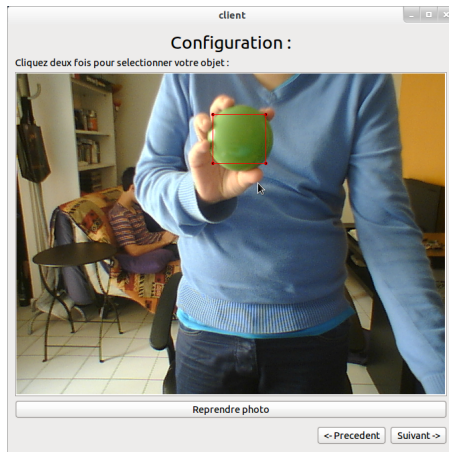 client
Configuration :
Cliquez deux fois pour selectionner votre objet :
Reprendre photo
<- Precedent
Suivant ->